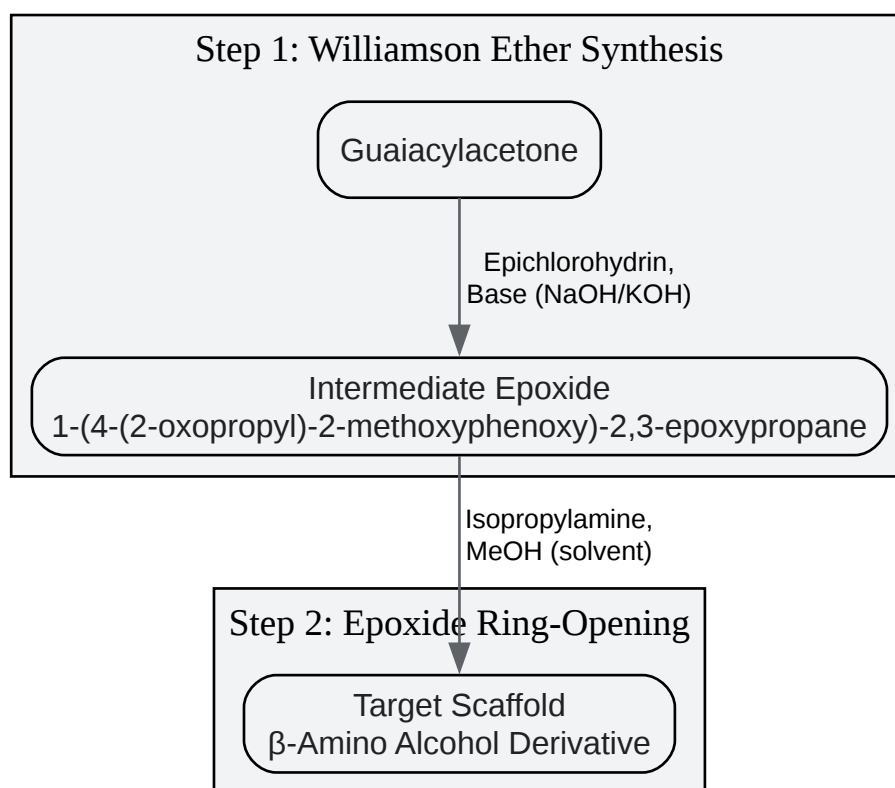 Step 1: Williamson Ether Synthesis
Guaiacylacetone
Epichlorohydrin,
Base (NaOH/KOH)
Intermediate Epoxide
1-(4-(2-oxopropyl)-2-methoxyphenoxy)-2,3-epoxypropane
Isopropylamine,
MeOH (solvent)
Step 2: Epoxide Ring-Opening
Target Scaffold
β-Amino Alcohol Derivative